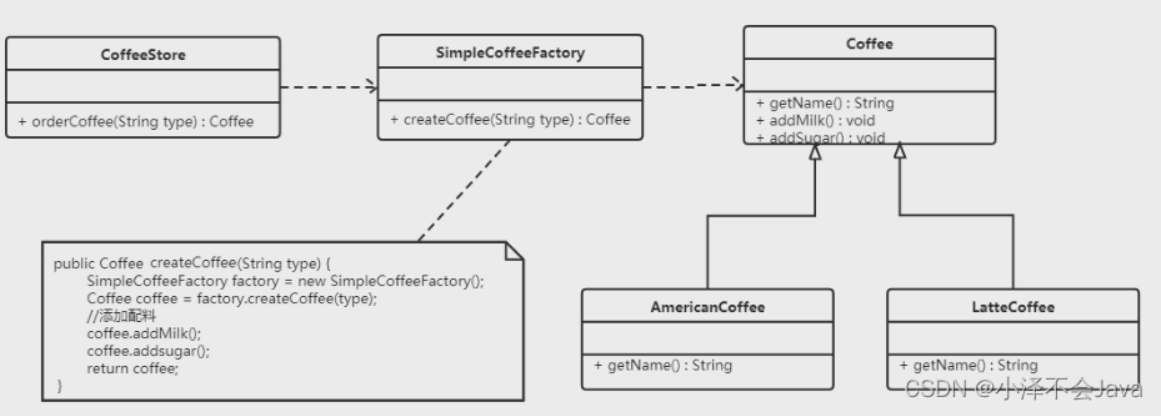 CoffeeStore
+ orderCoffee(String type) : Coffee
SimpleCoffeeFactory
+ createCoffee(String type) : Coffee
Coffee
+ getName() : String
+ addMilk() : void
+ addSugar() : void
public Coffee createCoffee(String type) {
SimpleCoffeeFactory factory = new SimpleCoffeeFactory();
Coffee coffee = factory.createCoffee(type);
//添加配料
coffee.addMilk();
coffee.addsugar();
return coffee;
}
AmericanCoffee
+ getName() : String
LatteCoffee
+ getName() : String
CSDN @小泽不会Java